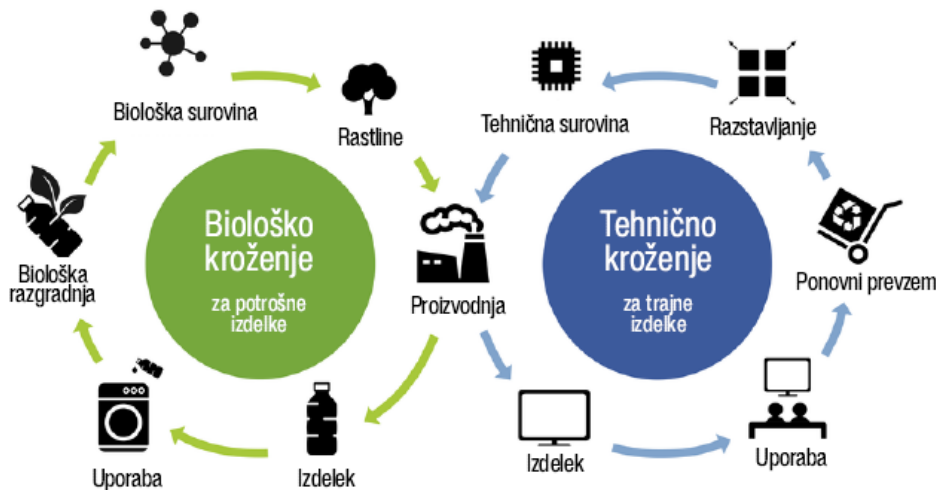 Biološka surovina
Rastline
Tehnična surovina
Razstavljanje
Biološko
kroženje
za potrošne
izdelke
Tehnično
kroženje
za trajne
izdelke
Biološka
razgradnja
Proizvodnja
Ponovni prevzem
Uporaba
Izdelek
Izdelek
Uporaba